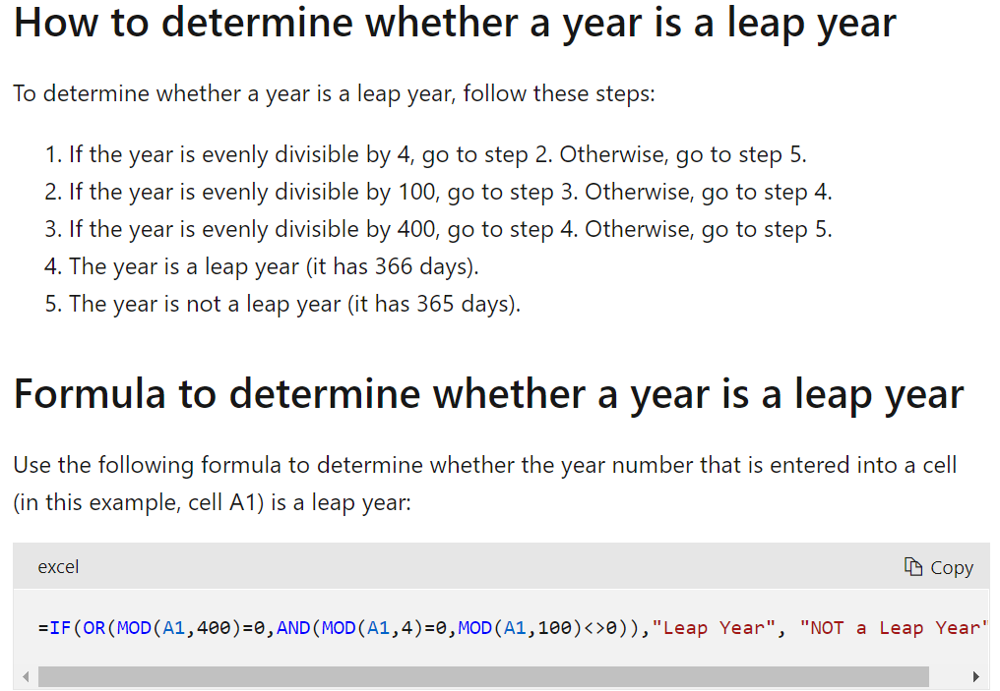 How to determine whether a year is a leap year
To determine whether a year is a leap year, follow these steps:
1. If the year is evenly divisible by 4, go to step 2. Otherwise, go to step 5.
2. If the year is evenly divisible by 100, go to step 3. Otherwise, go to step 4.
3. If the year is evenly divisible by 400, go to step 4. Otherwise, go to step 5.
4. The year is a leap year (it has 366 days).
5. The year is not a leap year (it has 365 days).
Formula to determine whether a year is a leap year
Use the following formula to determine whether the year number that is entered into a cell
(in this example, cell A1) is a leap year:
excel Copy
=IF(OR(MOD(A1,400)=0,AND(MOD(A1,4)=0,MOD(A1,100)<>0)),"Leap Year", "NOT a Leap Year"